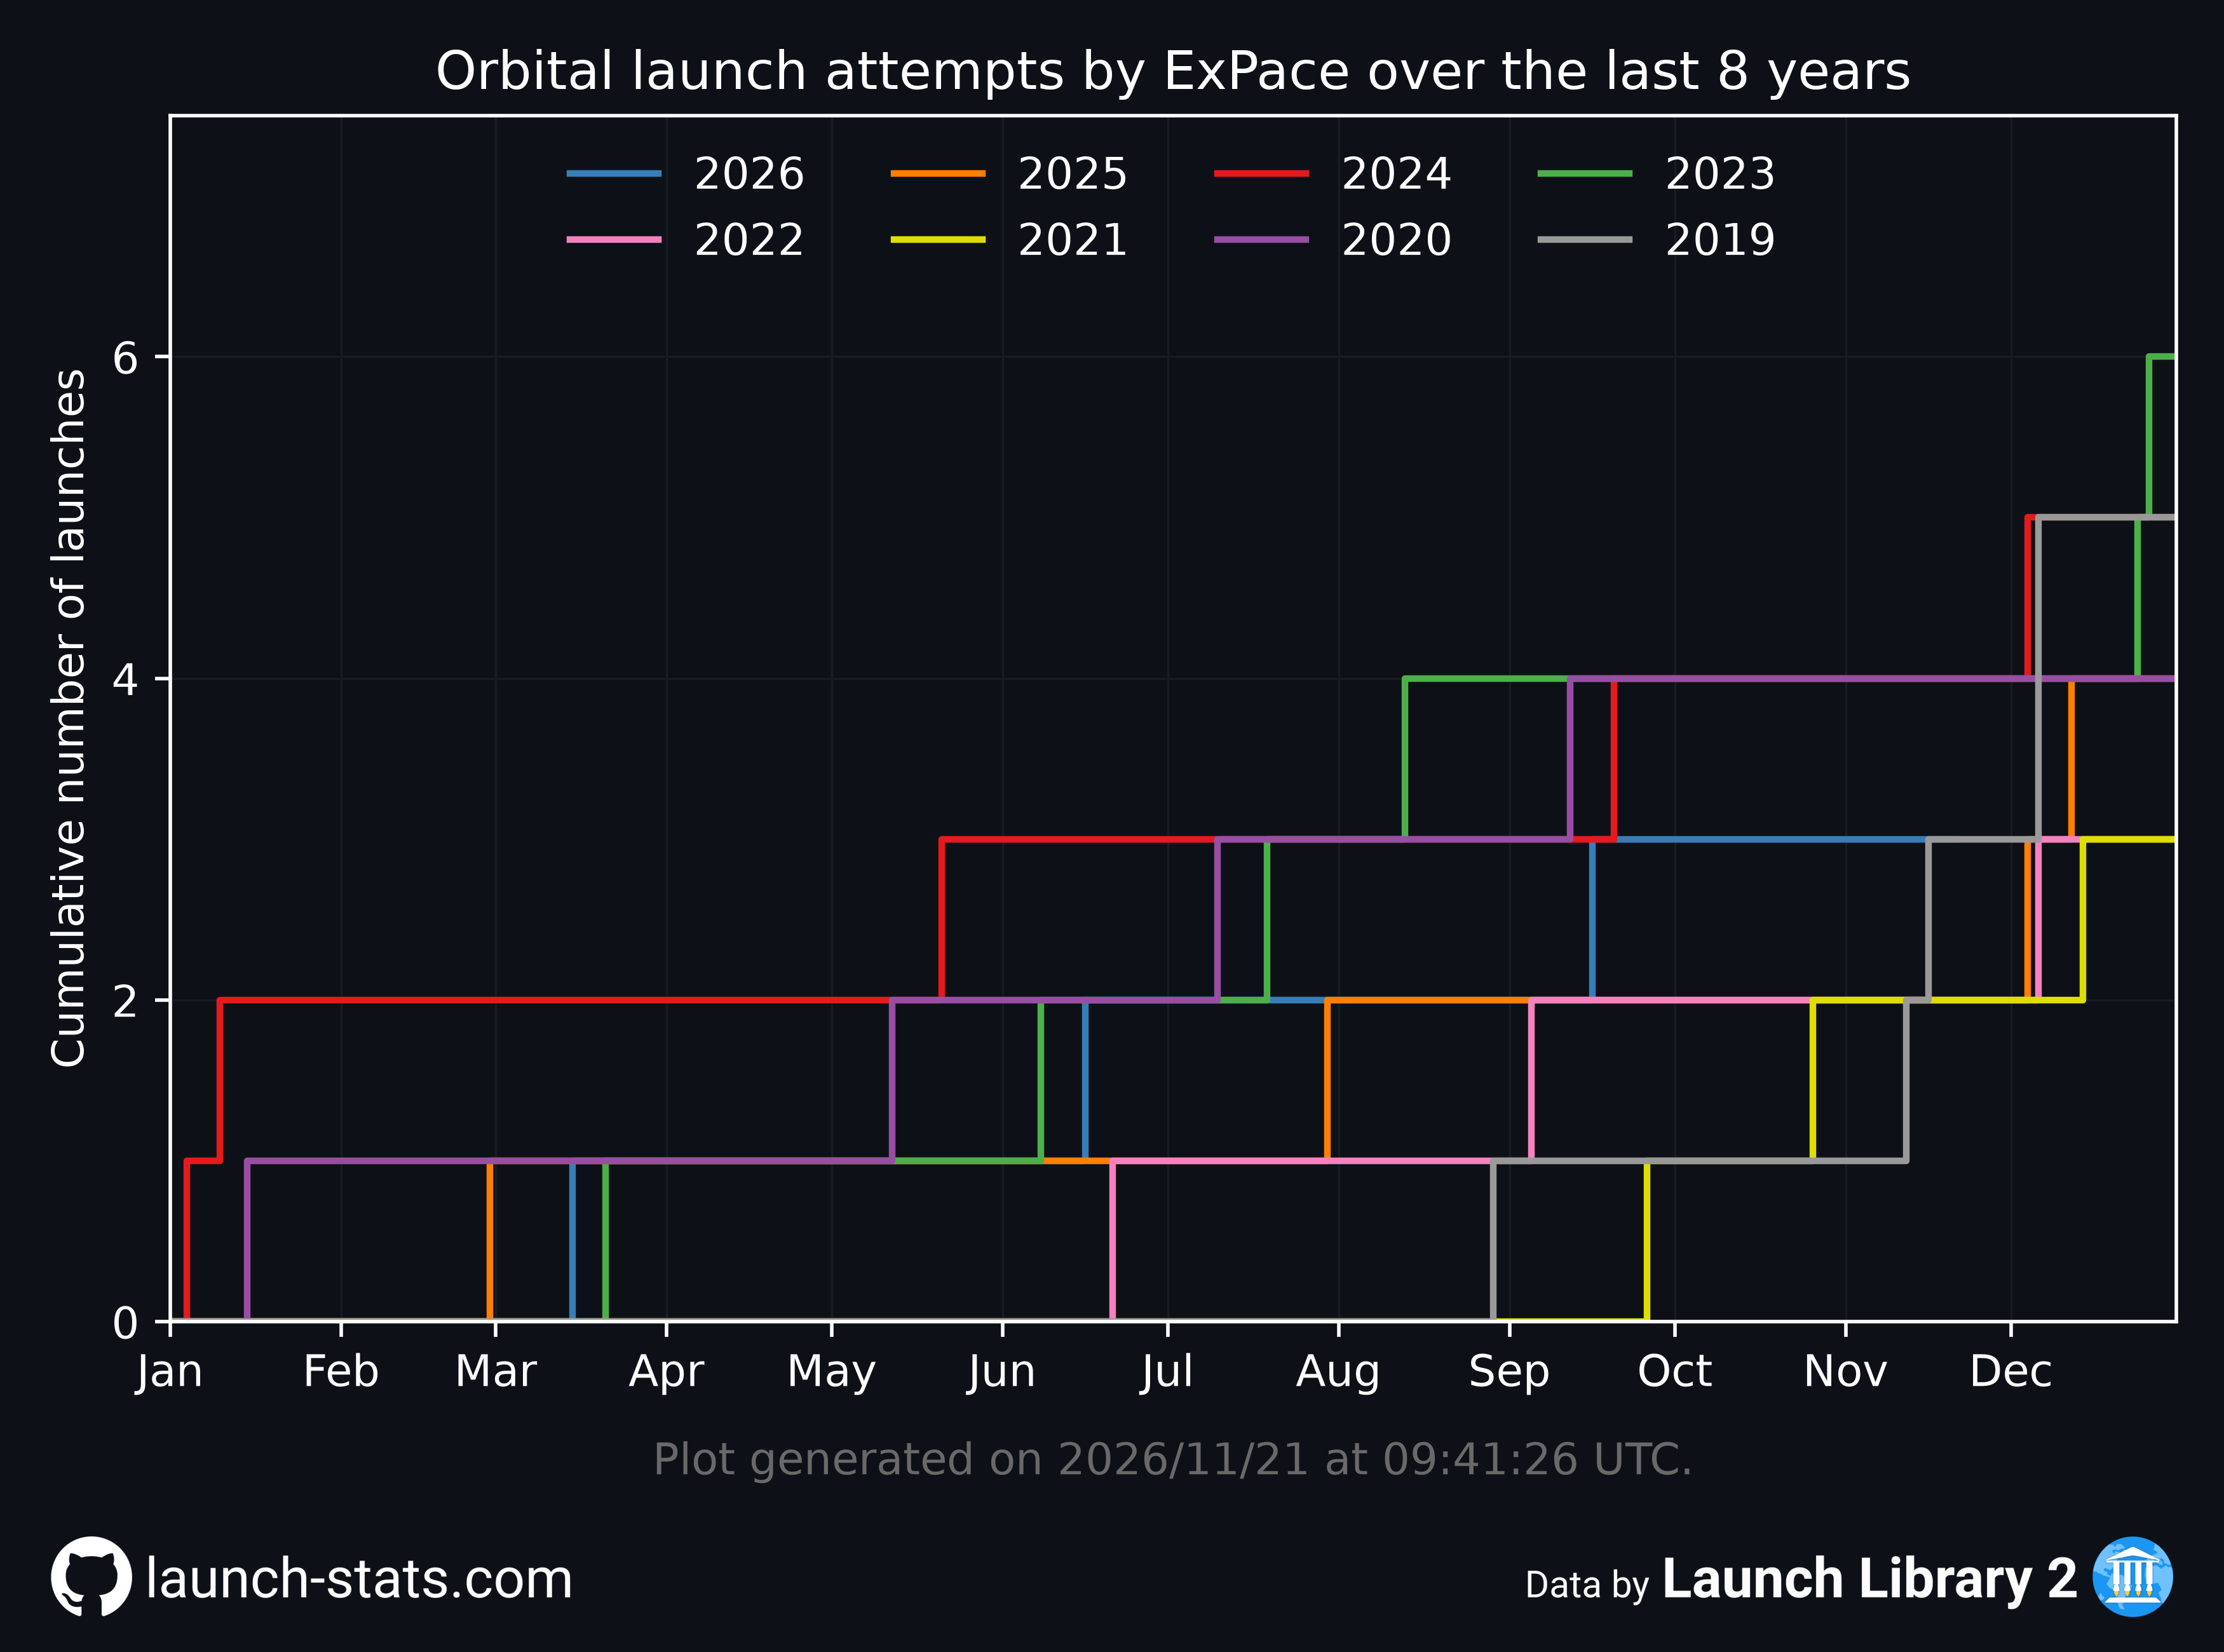 Orbital launch attempts by ExPace over the last 8 years
2026 2025 2024 2023
2022 2021 2020 2019
Cumulative number of launches
6
4
2
0
Jan Feb Mar Apr May Jun Jul Aug Sep Oct Nov Dec
Plot generated on 2026/11/21 at 09:41:26 UTC.
launch-stats.com
Data by Launch Library 2